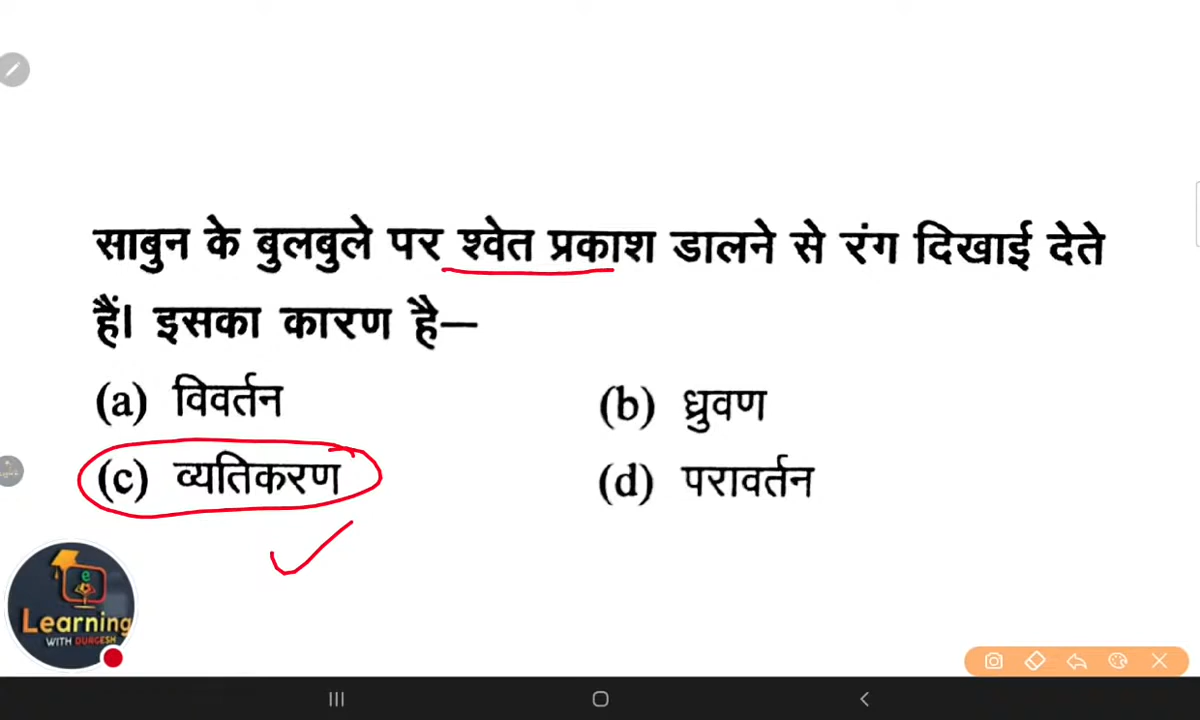 साबुन के बुलबुले पर श्वेत प्रकाश डालने से रंग दिखाई देते
हैं। इसका कारण है—
(a) विवर्तन (b) ध्रुवण
(c) व्यतिकरण (d) परावर्तन
e
Learning
WITH DURGESH